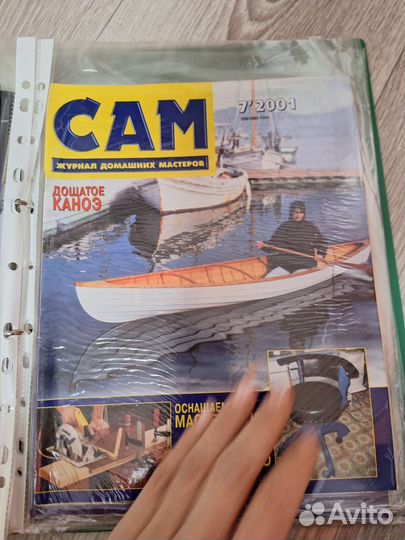 САМ
7'2001
ЖУРНАЛ ДОМАШНИХ МАСТЕРОВ
ДОЩАТОЕ
КАНОЭ
Avito